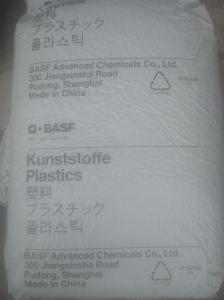 塑料
プラスチック
플라스틱
BASF Advanced Chemicals Co., Ltd.
300 Jiangxinsha Road
Pudong, Shanghai
Made in China
BASF
Kunststoffe
Plastics
塑料
プラスチック
플라스틱
BASF Advanced Chemicals Co., Ltd.
300 Jiangxinsha Road
Pudong, Shanghai
Made in China